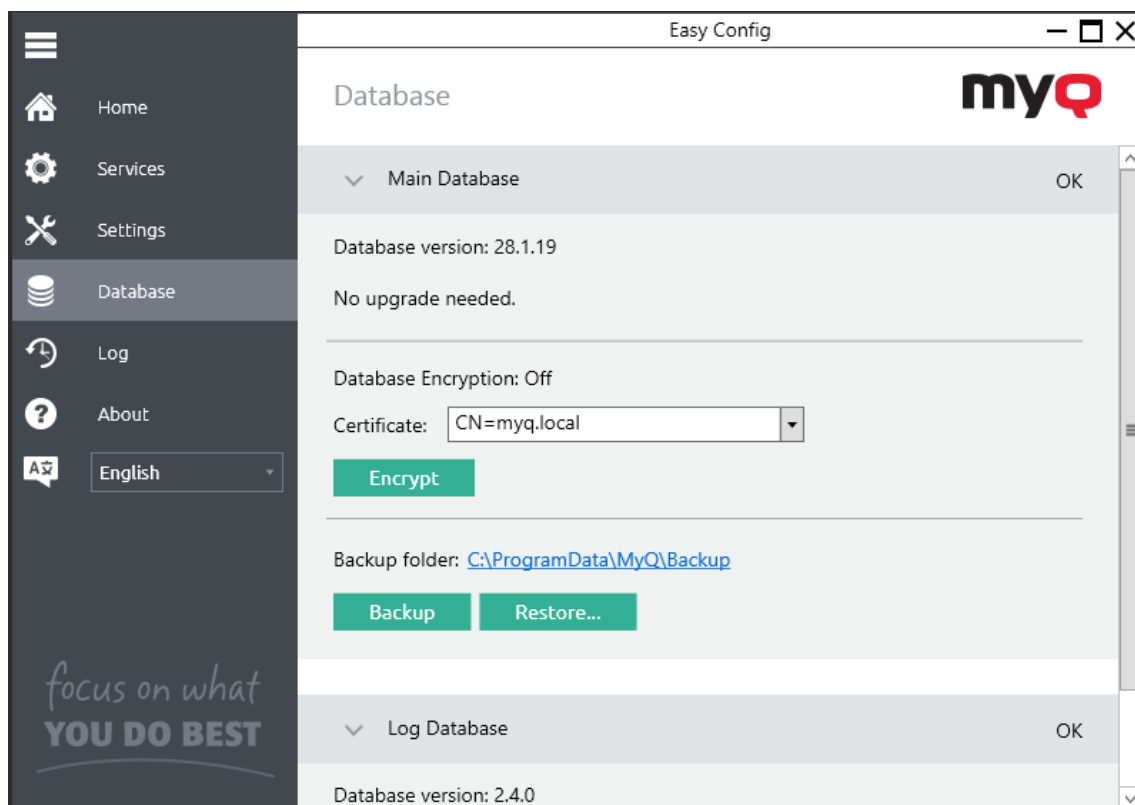 Easy Config
Home
Services
Settings
Database
Log
About
A
English
focus on what
YOU DO BEST
Database
myQ
Main Database
OK
Database version: 28.1.19
No upgrade needed.
Database Encryption: Off
Certificate: CN=myq.local
Encrypt
Backup folder: C:\ProgramData\MyQ\Backup
Backup Restore...
Log Database
OK
Database version: 2.4.0